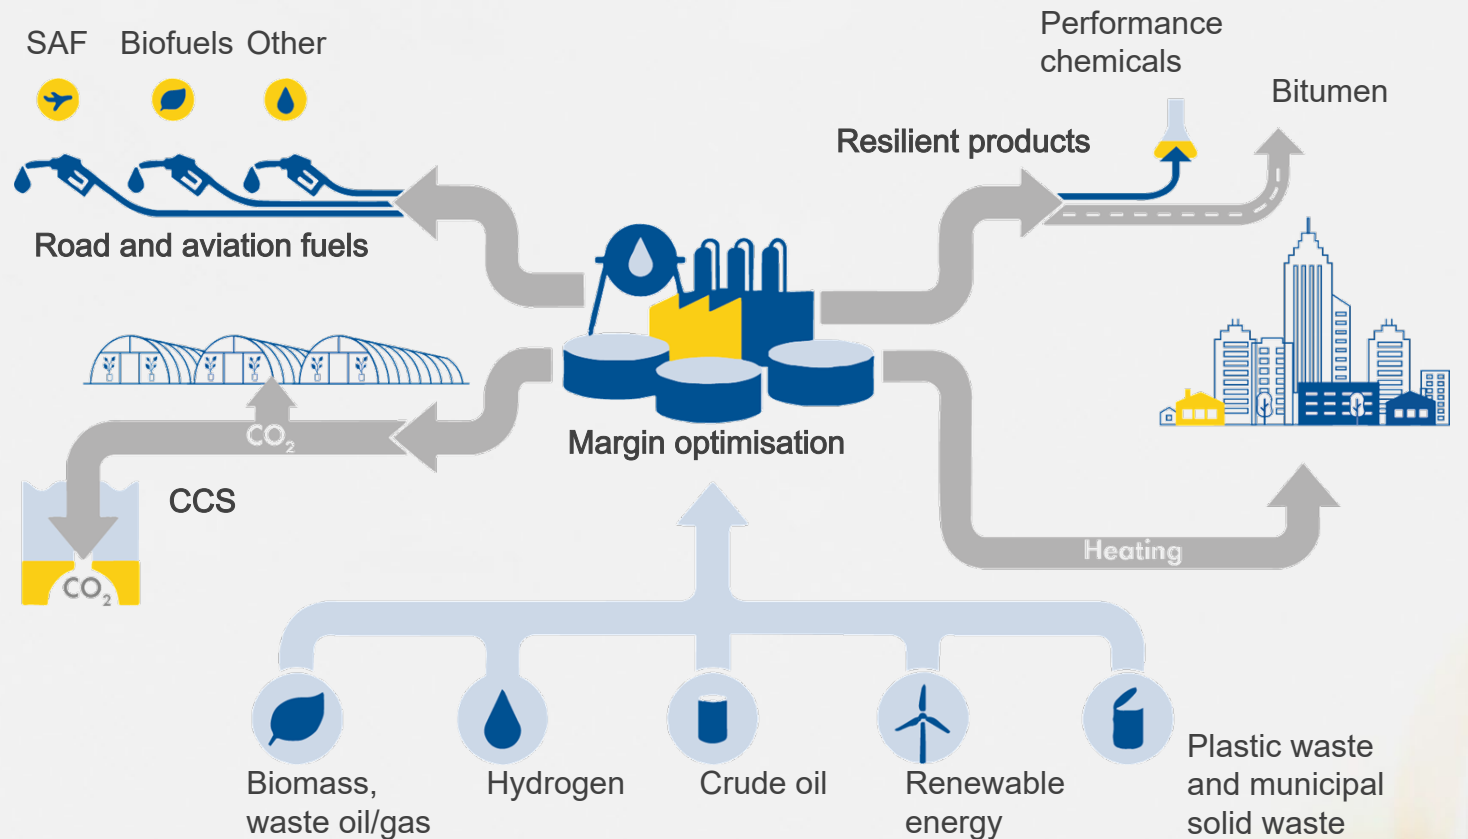 SAF Biofuels Other
Road and aviation fuels
Performance
chemicals
Bitumen
Resilient products
Margin optimisation
CO₂
CCS
CO₂
Heating
Biomass,
waste oil/gas
Hydrogen
Crude oil
Renewable
energy
Plastic waste
and municipal
solid waste